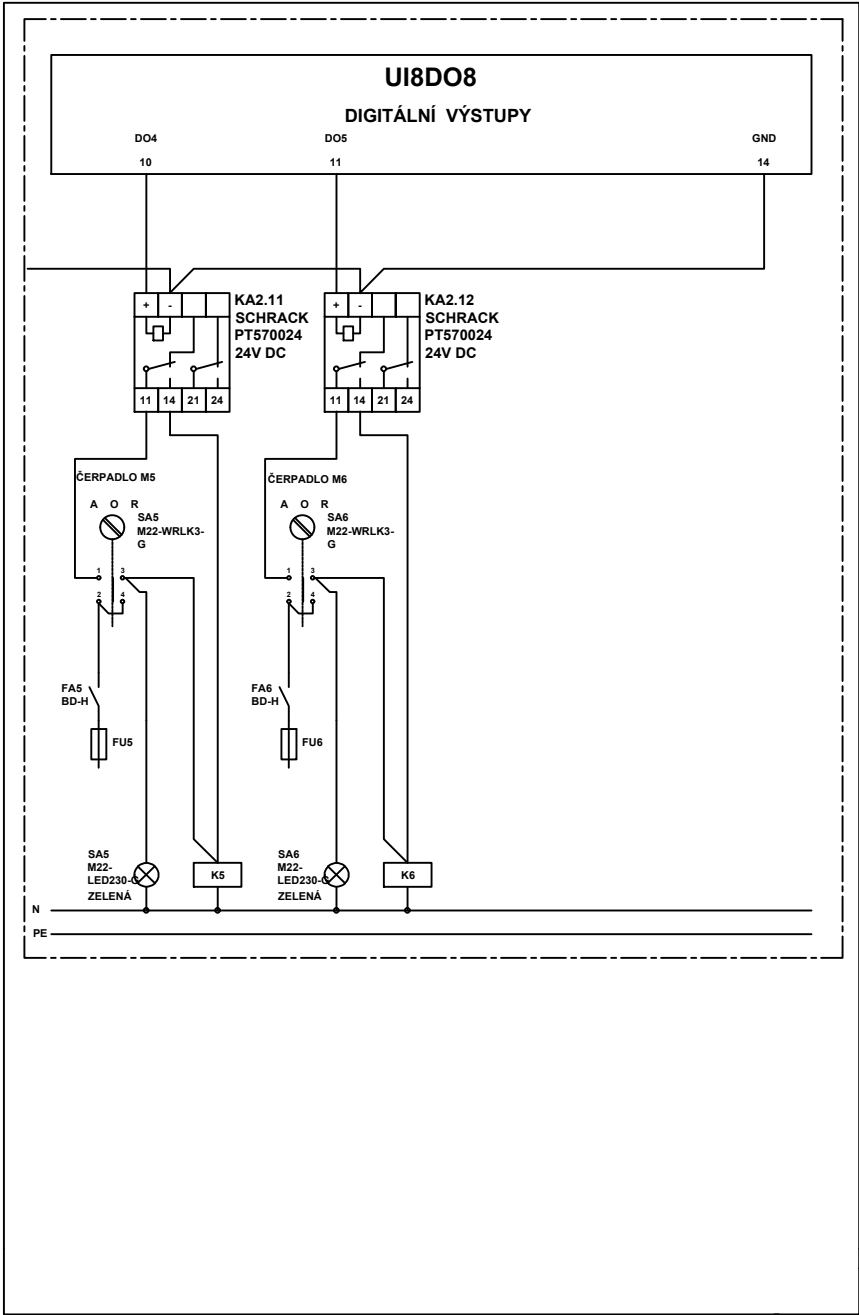 UI8DO8
DIGITÁLNÍ VÝSTUPY
DO4
DO5
GND
10
11
14
+
-
KA2.11
SCHRACK
PT570024
24V DC
+
-
KA2.12
SCHRACK
PT570024
24V DC
11
14
21
24
11
14
21
24
ČERPADLO M5
A O R
SA5
M22-WRLK3-
G
1
3
2
4
ČERPADLO M6
A O R
SA6
M22-WRLK3-
G
1
3
2
4
FA5
BD-H
FU5
FA6
BD-H
FU6
SA5
M22-
LED230-G
ZELENÁ
K5
SA6
M22-
LED230-G
ZELENÁ
K6
N
PE